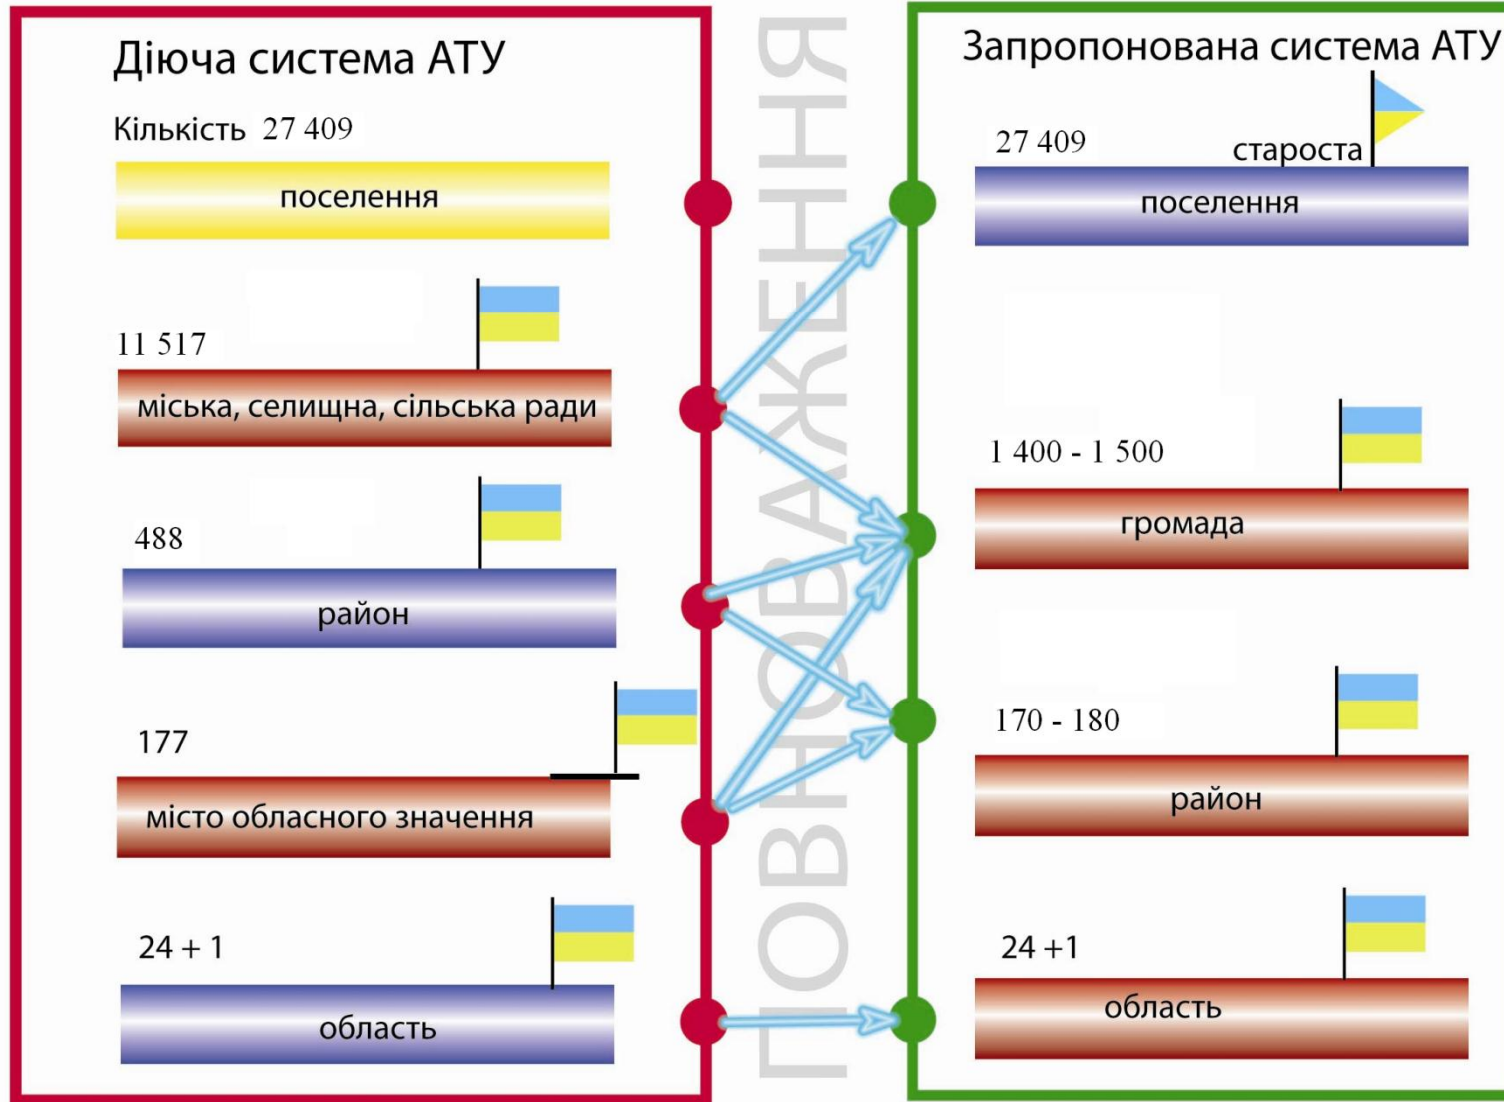 Діюча система АТУ
Кількість 27 409
поселення
11 517
міська, селищна, сільська ради
488
район
177
місто обласного значення
24 + 1
область
ПОВНОВАЖЕННЯ
Запропонована система АТУ
27 409
староста
поселення
1 400 - 1 500
громада
170 - 180
район
24 +1
область